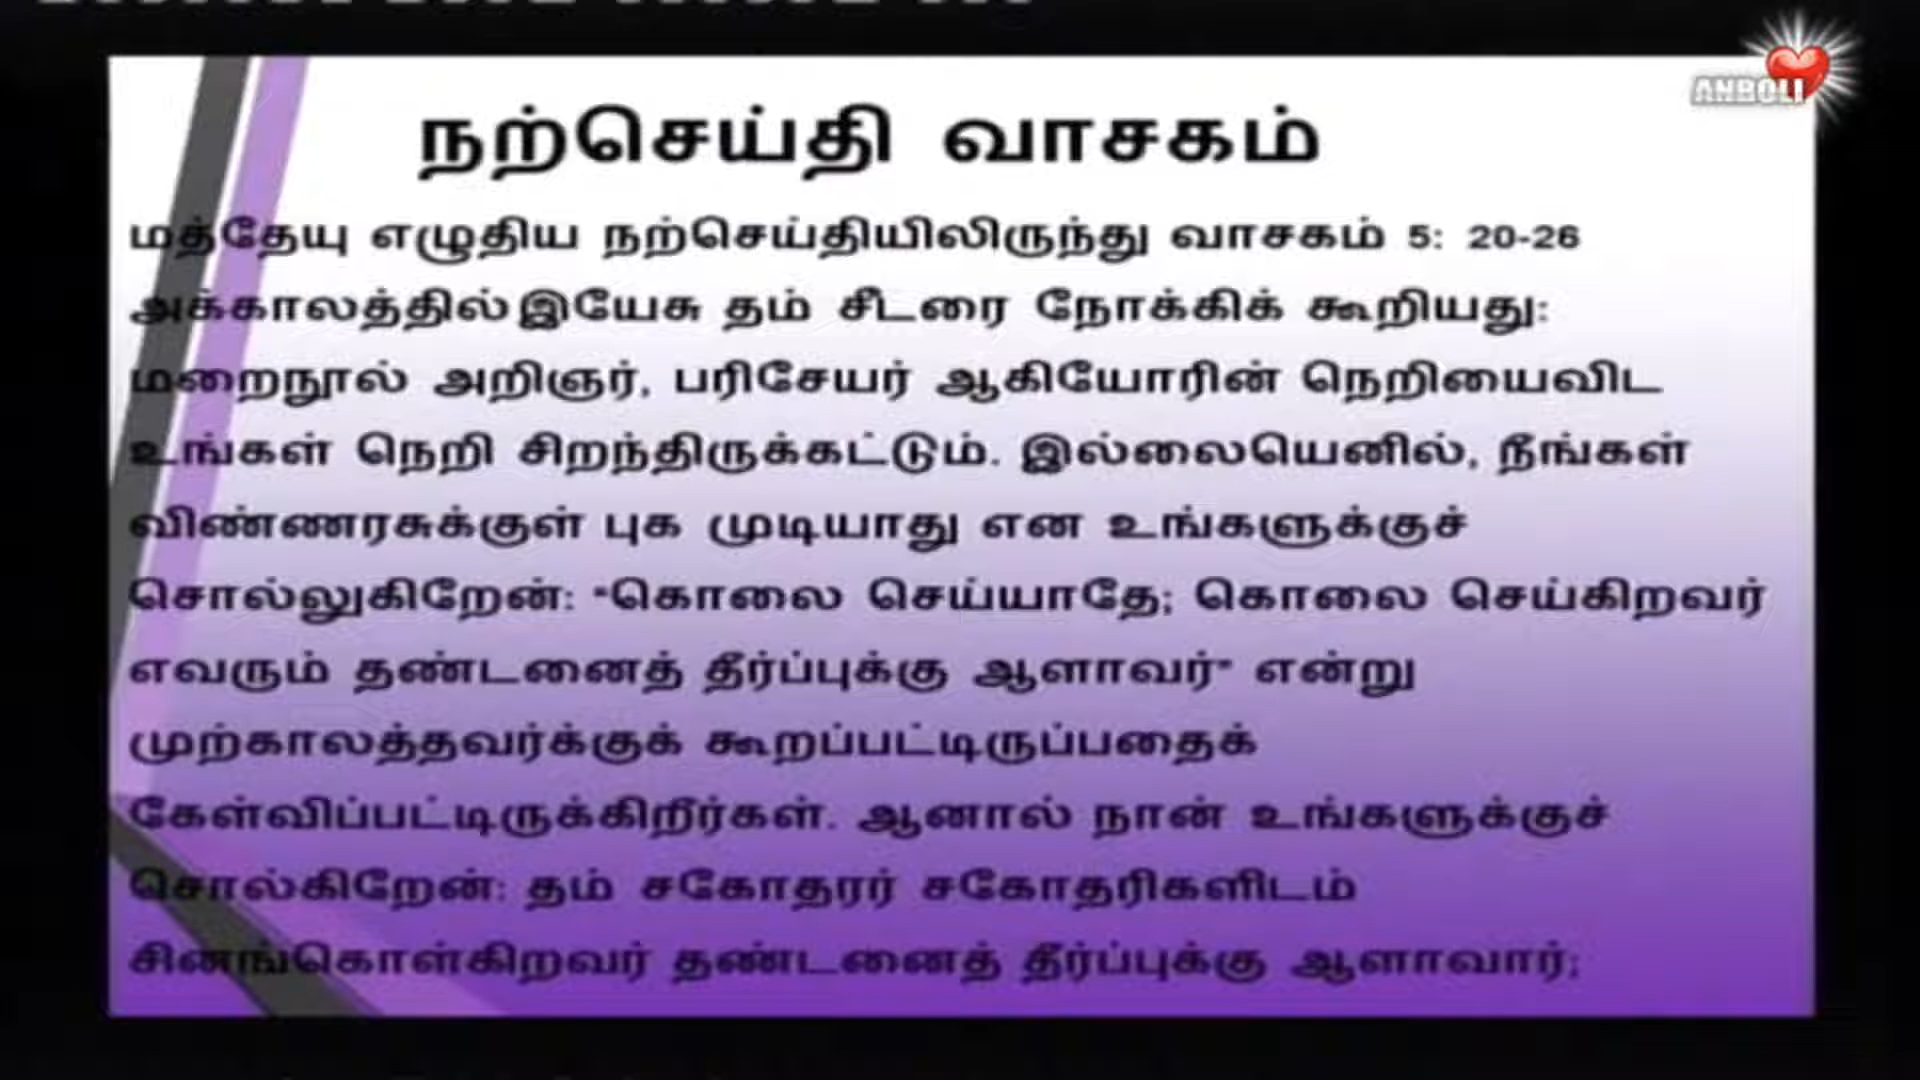 ANBOLI
நற்செய்தி வாசகம்
மத்தேயு எழுதிய நற்செய்தியிலிருந்து வாசகம் 5: 20-26
அக்காலத்தில் இயேசு தம் சீடரை நோக்கிக் கூறியது:
மறைநூல் அறிஞர், பரிசேயர் ஆகியோரின் நெறியைவிட
உங்கள் நெறி சிறந்திருக்கட்டும். இல்லையெனில், நீங்கள்
விண்ணரசுக்குள் புக முடியாது என உங்களுக்குச்
சொல்லுகிறேன்: "கொலை செய்யாதே; கொலை செய்கிறவர்
எவரும் தண்டனைத் தீர்ப்புக்கு ஆளாவர்" என்று
முற்காலத்தவர்க்குக் கூறப்பட்டிருப்பதைக்
கேள்விப்பட்டிருக்கிறீர்கள். ஆனால் நான் உங்களுக்குச்
சொல்கிறேன்: தம் சகோதரர் சகோதரிகளிடம்
சினங்கொள்கிறவர் தண்டனைத் தீர்ப்புக்கு ஆளாவார்;